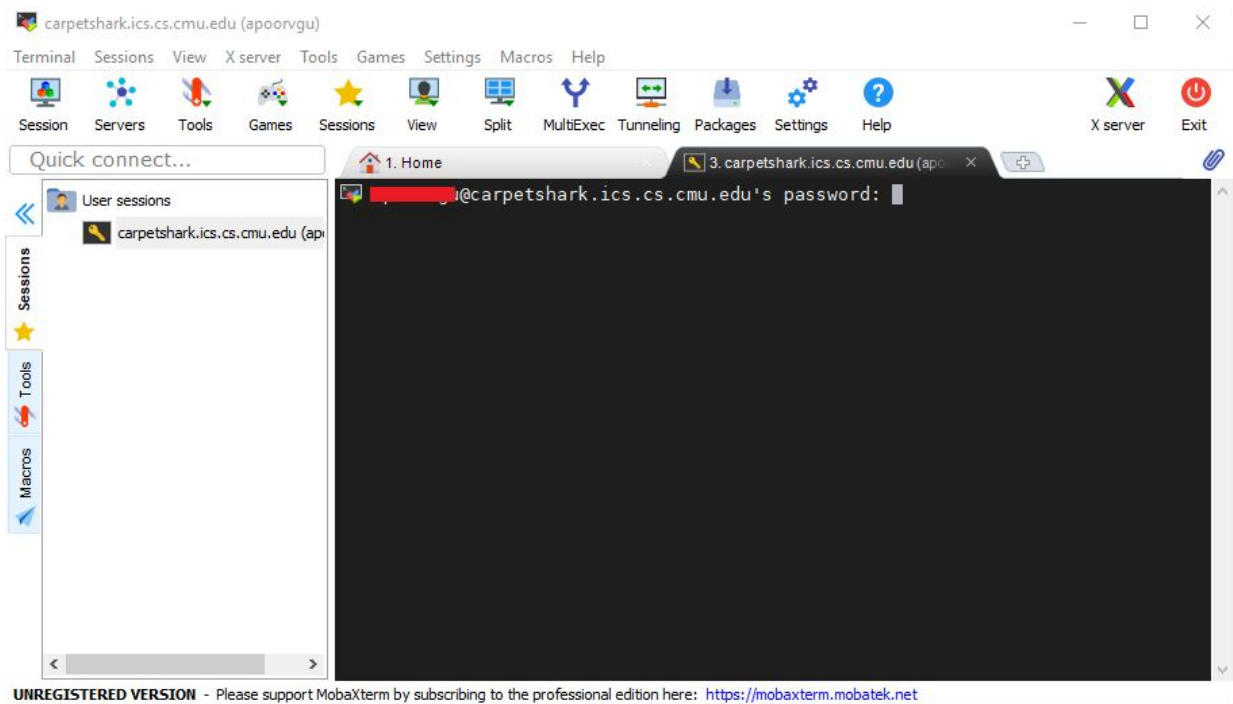 carpetshark.ics.cs.cmu.edu (apoorvgu)
Terminal Sessions View X server Tools Games Settings Macros Help
Session Servers Tools Games Sessions View Split MultiExec Tunneling Packages Settings Help X server Exit
Quick connect...
1. Home
3. carpetshark.ics.cs.cmu.edu (apo
User sessions
carpetshark.ics.cs.cmu.edu (apo
@carpetshark.ics.cs.cmu.edu's password:
Sessions
Tools
Macros
UNREGISTERED VERSION - Please support MobaXterm by subscribing to the professional edition here: https://mobaxterm.mobatek.net